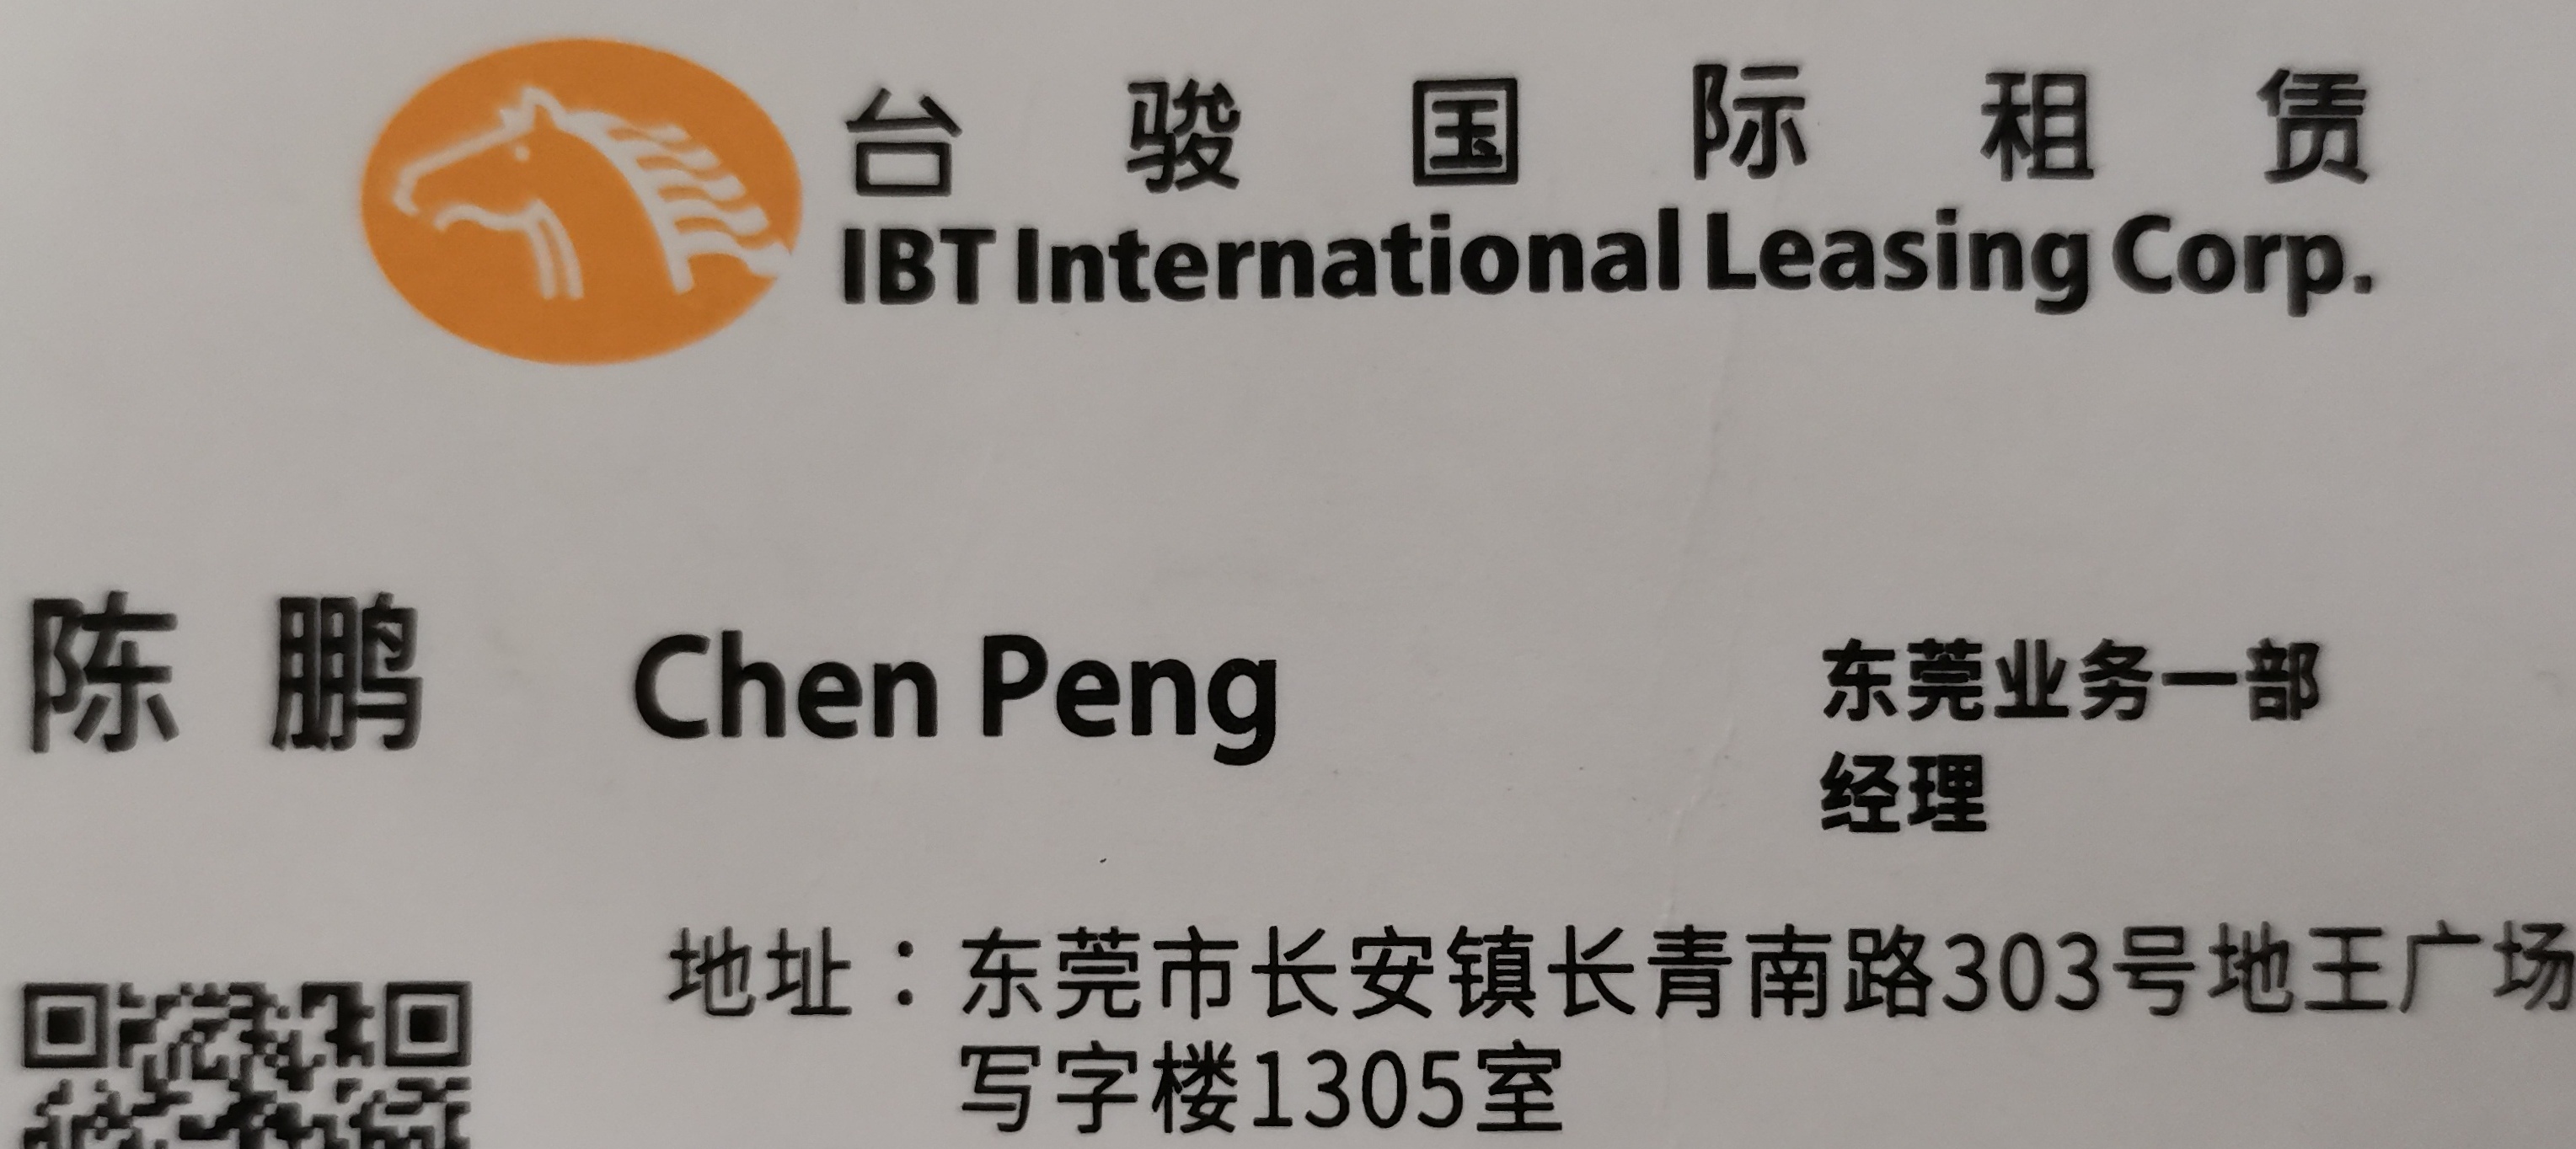 台骏国际租赁
IBT International Leasing Corp.
陈鹏 Chen Peng 东莞业务一部
经理
地址：东莞市长安镇长青南路303号地王广场
写字楼1305室